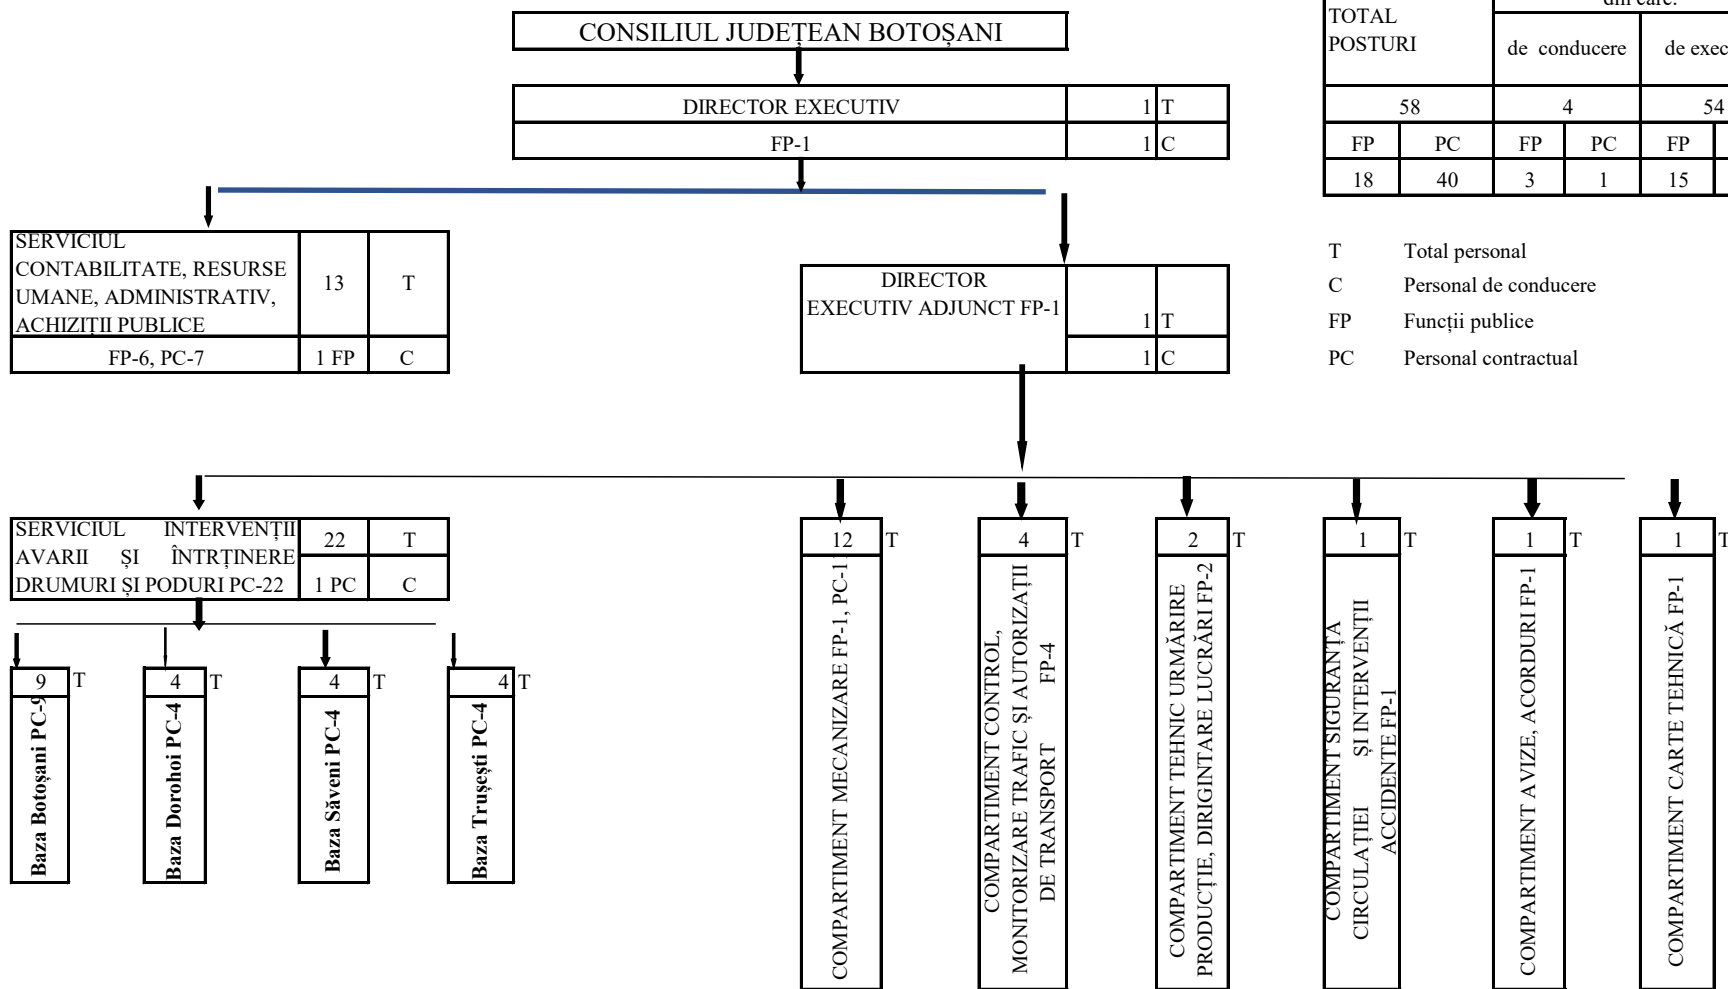 CONSILIUL JUDEȚEAN BOTOȘANI
DIRECTOR EXECUTIV 1 T
FP-1 1 C
TOTAL
POSTURI
din care:
de conducere
58 4 54
FP PC FP PC FP
18 40 3 1 15
T Total personal
C Personal de conducere
FP Funcții publice
PC Personal contractual
SERVICIUL
CONTABILITATE, RESURSE
UMANE, ADMINISTRATIV,
ACHIZIȚII PUBLICE
13 T
FP-6, PC-7 1 FP C
DIRECTOR
EXECUTIV ADJUNCT FP-1
1 T
1 C
SERVICIUL INTERVENȚII
AVARII ȘI ÎNTRȚINERE
DRUMURI ȘI PODURI PC-22
22 T
1 PC C
9 T
Baza Botoșani PC-9
4 T
Baza Dorohoi PC-4
4 T
Baza Săveni PC-4
4 T
Baza Trușești PC-4
12 T
COMPARTIMENT MECANIZARE FP-1,
4 T
COMPARTIMENT CONTROL,
MONITORIZARE TRAFIC ȘI AUTORIZAȚII
DE TRANSPORT FP-4
2 T
COMPARTIMENT TEHNIC URMĂRIRE
PRODUCȚIE, DIRIGINTARE LUCRĂRI FP-2
1 T
COMPARTIMENT SIGURANȚA
CIRCULAȚIEI ȘI INTERVENȚII
ACCIDENTE FP-1
1 T
COMPARTIMENT AVIZE, ACORDURI FP-1
1 T
COMPARTIMENT CARTE TEHNICĂ FP-1